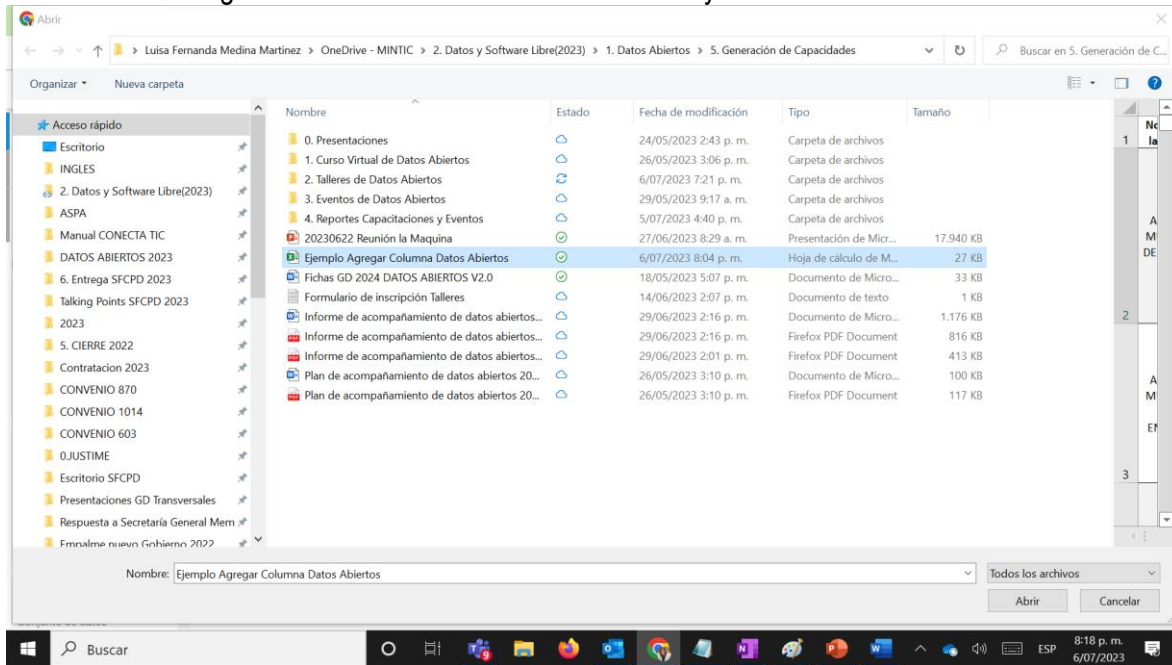 Abrir
Luisa Fernanda Medina Martinez > OneDrive - MINTIC > 2. Datos y Software Libre(2023) > 1. Datos Abiertos > 5. Generación de Capacidades
Buscar en 5. Generación de C...
Organizar
Nueva carpeta
Nombre Estado Fecha de modificación Tipo Tamaño
Acceso rápido
Escritorio
INGLES
2. Datos y Software Libre(2023)
ASPA
Manual CONECTA TIC
DATOS ABIERTOS 2023
6. Entrega SFCPD 2023
Talking Points SFCPD 2023
2023
5. CIERRE 2022
Contratacion 2023
CONVENIO 870
CONVENIO 1014
CONVENIO 603
0.JUSTIME
Escritorio SFCPD
Presentaciones GD Transversales
Respuesta a Secretaría General Mem
Empalme nuevo Gobierno 2022
0. Presentaciones 24/05/2023 2:43 p. m. Carpeta de archivos
1. Curso Virtual de Datos Abiertos 26/05/2023 3:06 p. m. Carpeta de archivos
2. Talleres de Datos Abiertos 6/07/2023 7:21 p. m. Carpeta de archivos
3. Eventos de Datos Abiertos 29/05/2023 9:17 a. m. Carpeta de archivos
4. Reportes Capacitaciones y Eventos 5/07/2023 4:40 p. m. Carpeta de archivos
20230622 Reunión la Maquina 27/06/2023 8:29 a. m. Presentación de Micr... 17.940 KB
Ejemplo Agregar Columna Datos Abiertos 6/07/2023 8:04 p. m. Hoja de cálculo de M... 27 KB
Fichas GD 2024 DATOS ABIERTOS V2.0 18/05/2023 5:07 p. m. Documento de Micro... 33 KB
Formulario de inscripción Talleres 14/06/2023 2:07 p. m. Documento de texto 1 KB
Informe de acompañamiento de datos abiertos... 29/06/2023 2:16 p. m. Documento de Micro... 1.176 KB
Informe de acompañamiento de datos abiertos... 29/06/2023 2:16 p. m. Firefox PDF Document 816 KB
Informe de acompañamiento de datos abiertos... 29/06/2023 2:01 p. m. Firefox PDF Document 413 KB
Plan de acompañamiento de datos abiertos 20... 26/05/2023 3:10 p. m. Documento de Micro... 100 KB
Plan de acompañamiento de datos abiertos 20... 26/05/2023 3:10 p. m. Firefox PDF Document 117 KB
1
2
3
Nombre: Ejemplo Agregar Columna Datos Abiertos
Todos los archivos
Abrir Cancelar
Buscar
ESP
8:18 p. m.
6/07/2023